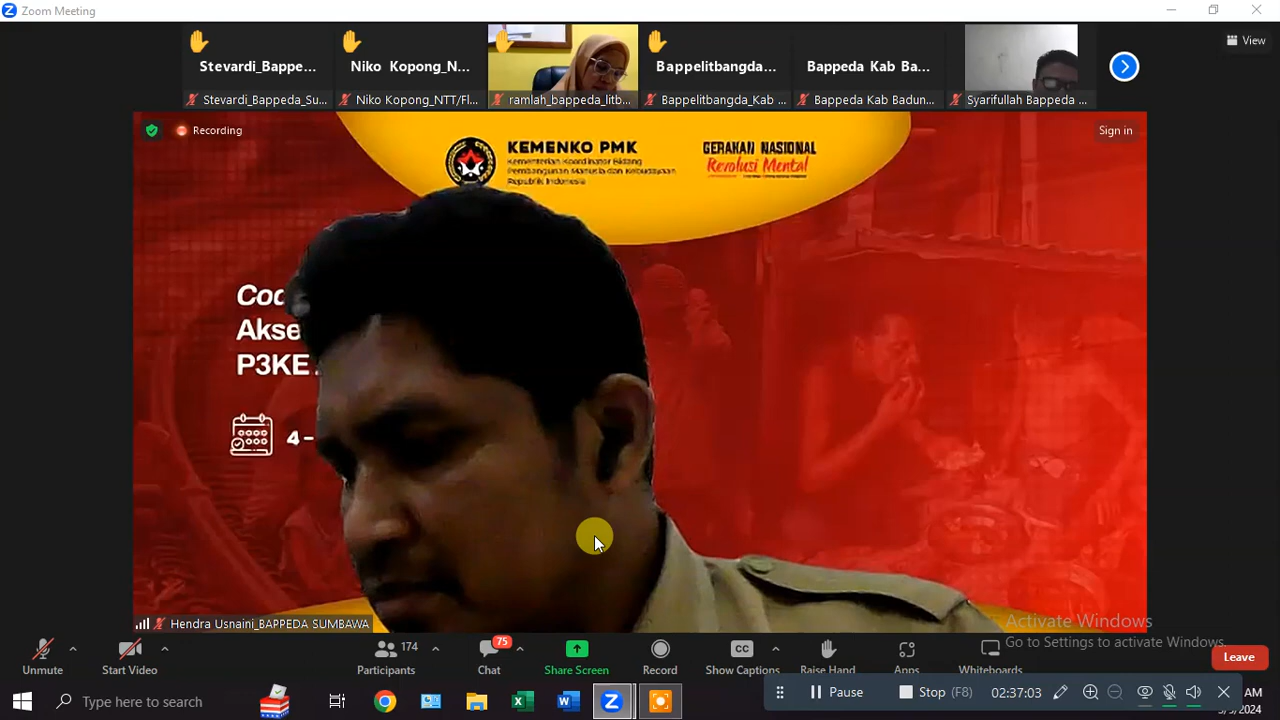 Zoom Meeting
View
Stevardi_Bappe...
Niko Kopong_N...
Bappelitbangda...
Bappeda Kab Ba...
Stevardi_Bappeda_Su...
Niko Kopong_NTT/Fl...
ramlah_bappeda_litb...
Bappelitbangda_Kab ...
Bappeda Kab Badun...
Syarifullah Bappeda ...
Recording
Sign in
KEMENKO PMK
Kementerian Koordinator Bidang
Pembangunan Manusia dan Kebudayaan
Republik Indonesia
GERAKAN NASIONAL
Revolusi Mental
Akse
P3KE
4 -
Hendra Usnaini_BAPPEDA SUMBAWA
Activate Windows
Go to Settings to activate Windows.
Unmute
Start Video
174
Participants
75
Chat
Share Screen
CC
Show Captions
Record
Raise Hand
Apps
Whiteboards
Leave
Type here to search
Pause
Stop (F8)
02:37:03
AM